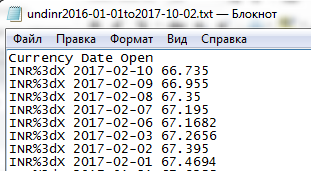 undinr2016-01-01to2017-10-02.txt — Блокнот
Файл Правка Формат Вид Справка
Currency Date Open
INR%3dX 2017-02-10 66.735
INR%3dX 2017-02-09 66.955
INR%3dX 2017-02-08 67.35
INR%3dX 2017-02-07 67.195
INR%3dX 2017-02-06 67.1682
INR%3dX 2017-02-03 67.2656
INR%3dX 2017-02-02 67.395
INR%3dX 2017-02-01 67.4694